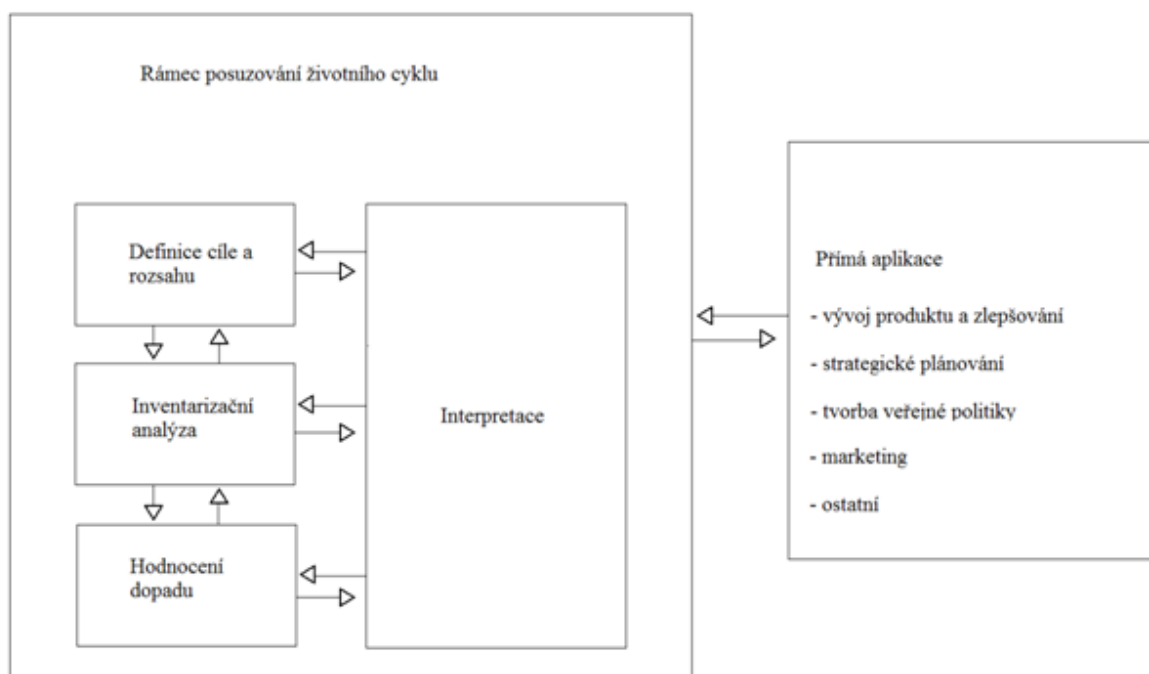 Rámec posuzování životního cyklu
Definice cíle a
rozsahu
Inventarizační
analýza
Hodnocení
dopadu
Interpretace
Přímá aplikace
- vývoj produktu a zlepšování
- strategické plánování
- tvorba veřejné politiky
- marketing
- ostatní